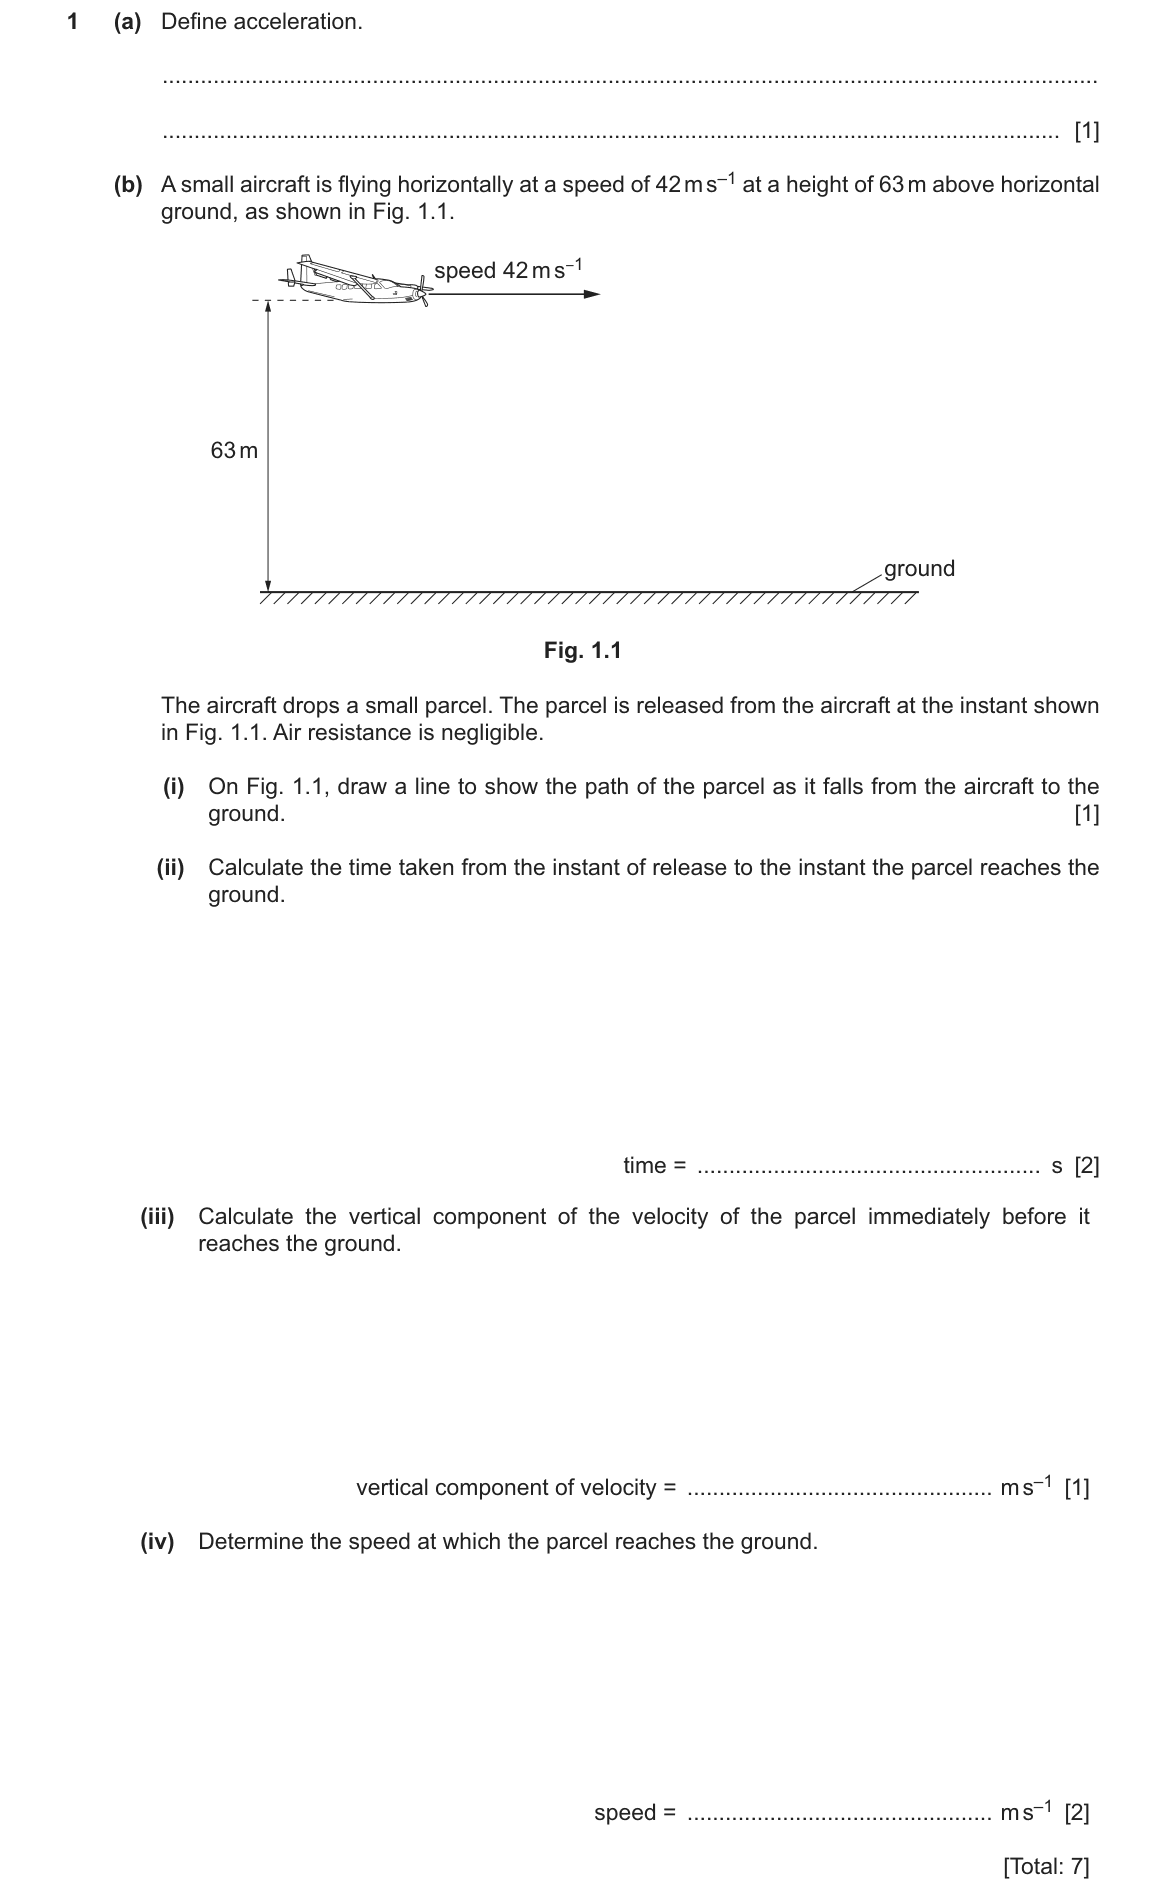 1 (a) Define acceleration.
.......................................................................................................................................................
................................................................................................................................................. [1]
(b) A small aircraft is flying horizontally at a speed of 42 m s⁻¹ at a height of 63 m above horizontal
ground, as shown in Fig. 1.1.
speed 42 m s⁻¹
63 m
ground
Fig. 1.1
The aircraft drops a small parcel. The parcel is released from the aircraft at the instant shown
in Fig. 1.1. Air resistance is negligible.
(i) On Fig. 1.1, draw a line to show the path of the parcel as it falls from the aircraft to the
ground. [1]
(ii) Calculate the time taken from the instant of release to the instant the parcel reaches the
ground.
time = ...................................................... s [2]
(iii) Calculate the vertical component of the velocity of the parcel immediately before it
reaches the ground.
vertical component of velocity = ................................................ m s⁻¹ [1]
(iv) Determine the speed at which the parcel reaches the ground.
speed = ................................................ m s⁻¹ [2]
[Total: 7]